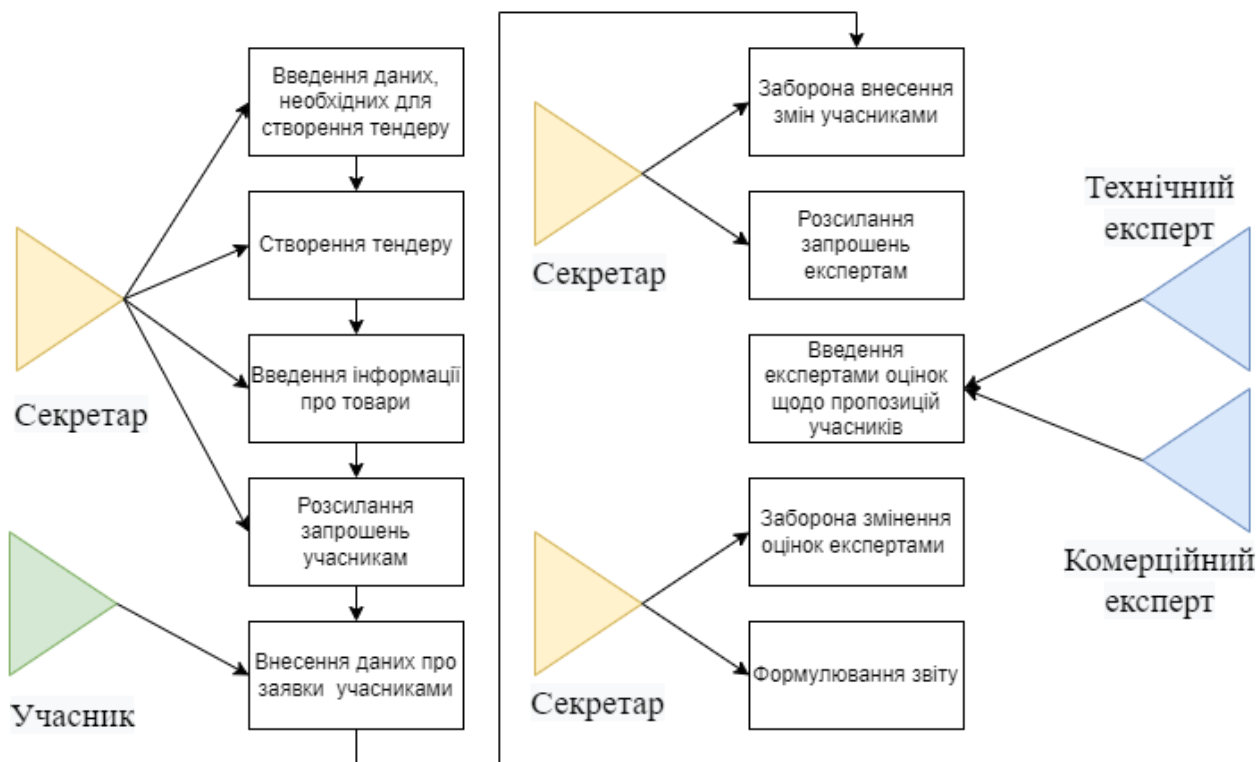 Введення даних,
необхідних для
створення тендеру
Створення тендеру
Введення інформації
про товари
Секретар
Розсилання
запрошень
учасникам
Внесення даних про
заявки учасниками
Учасник
Заборона внесення
змін учасниками
Розсилання
запрошень
експертам
Секретар
Технічний
експерт
Введення
експертами оцінок
щодо пропозицій
учасників
Заборона змінення
оцінок експертами
Комерційний
експерт
Формулювання звіту
Секретар